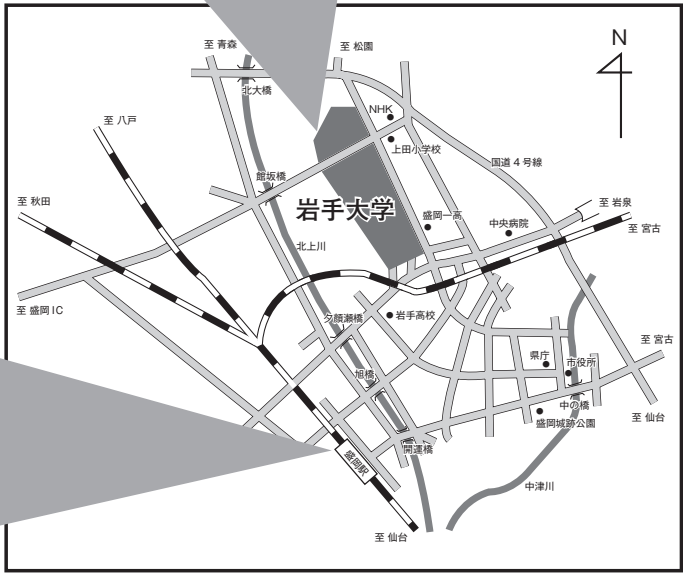 至 青森
至 松園
N
北大橋
NHK
至 八戸
上田小学校
国道４号線
館坂橋
至 秋田
岩手大学
盛岡一高
中央病院
至 岩泉
至 宮古
北上川
至 盛岡IC
夕顔瀬橋
岩手高校
至 宮古
県庁
市役所
旭橋
中の橋
至 仙台
盛岡城跡公園
開運橋
盛岡駅
中津川
至 仙台